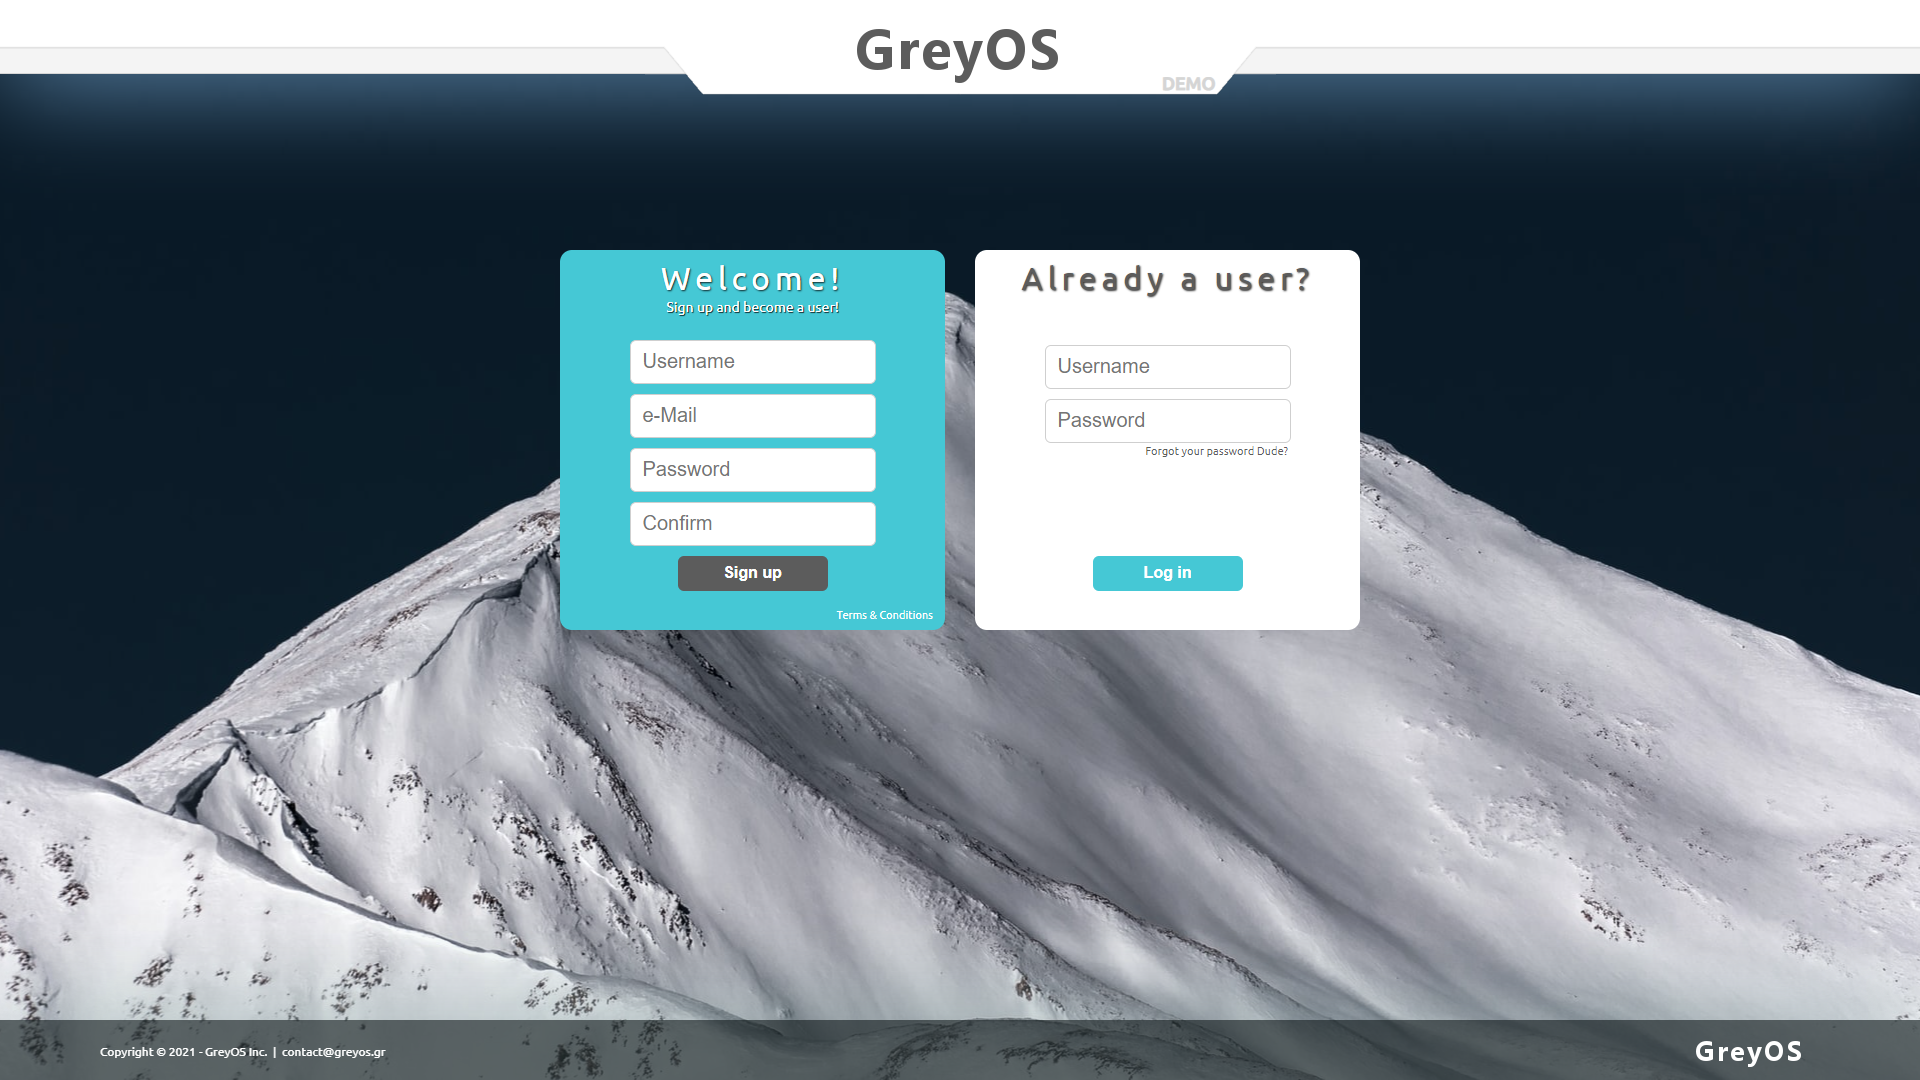 GreyOS
DEMO
Welcome!
Sign up and become a user!
Username
e-Mail
Password
Confirm
Sign up
Terms & Conditions
Already a user?
Username
Password
Forgot your password Dude?
Log in
Copyright © 2021 - GreyOS Inc. | contact@greyos.gr
GreyOS